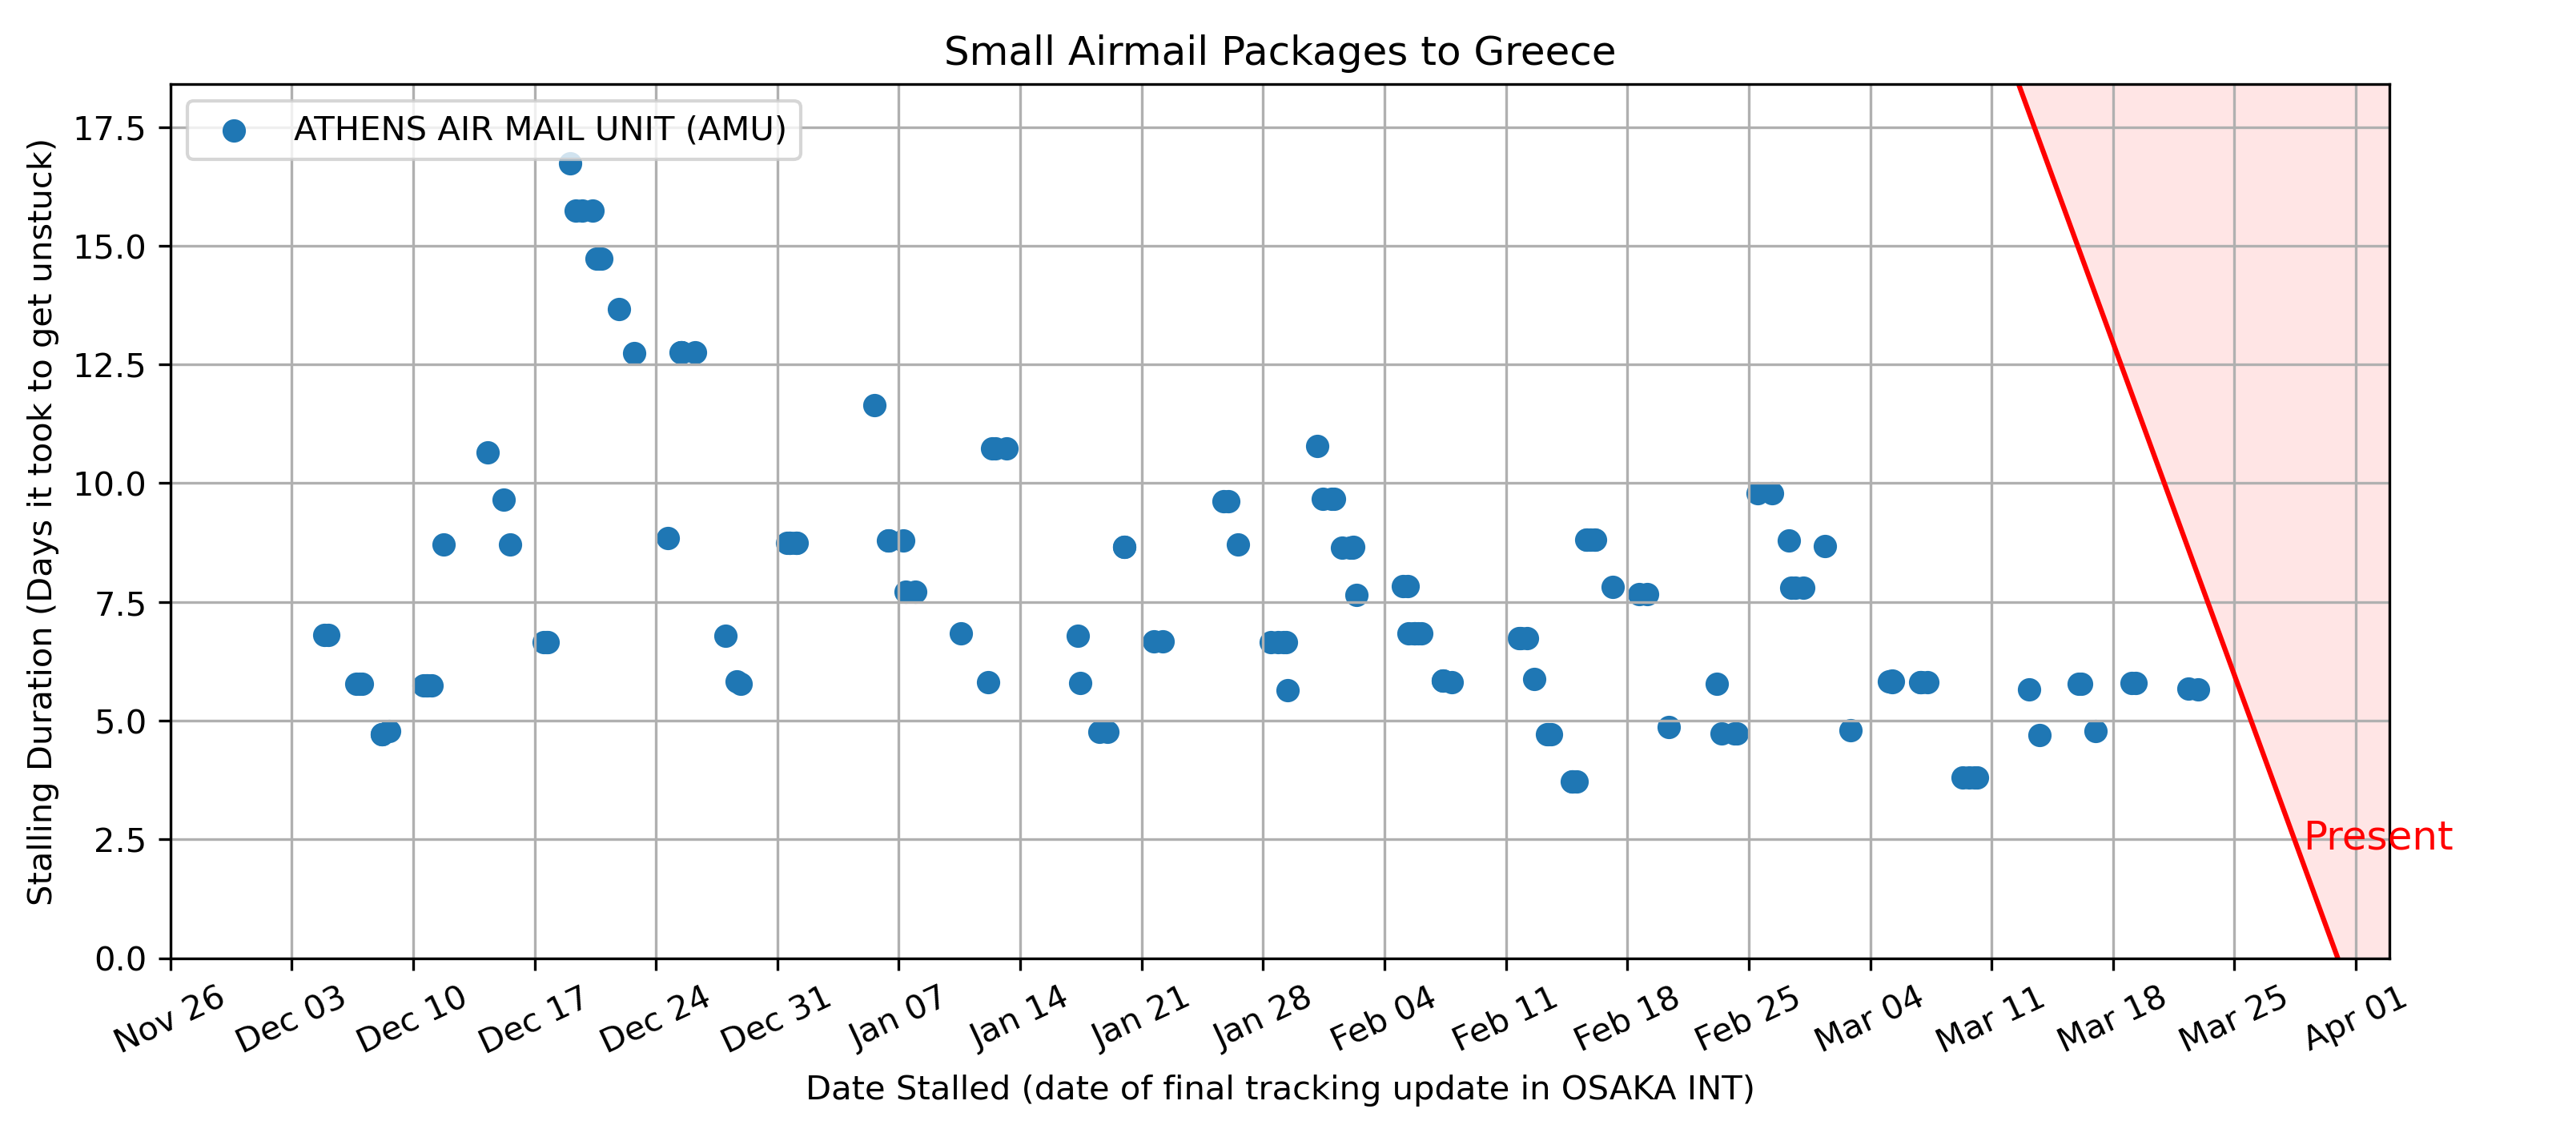 Small Airmail Packages to Greece
ATHENS AIR MAIL UNIT (AMU)
Stalling Duration (Days it took to get unstuck)
17.5
15.0
12.5
10.0
7.5
5.0
2.5
0.0
Present
Nov 26
Dec 03
Dec 10
Dec 17
Dec 24
Dec 31
Jan 07
Jan 14
Jan 21
Jan 28
Feb 04
Feb 11
Feb 18
Feb 25
Mar 04
Mar 11
Mar 18
Mar 25
Apr 01
Date Stalled (date of final tracking update in OSAKA INT)